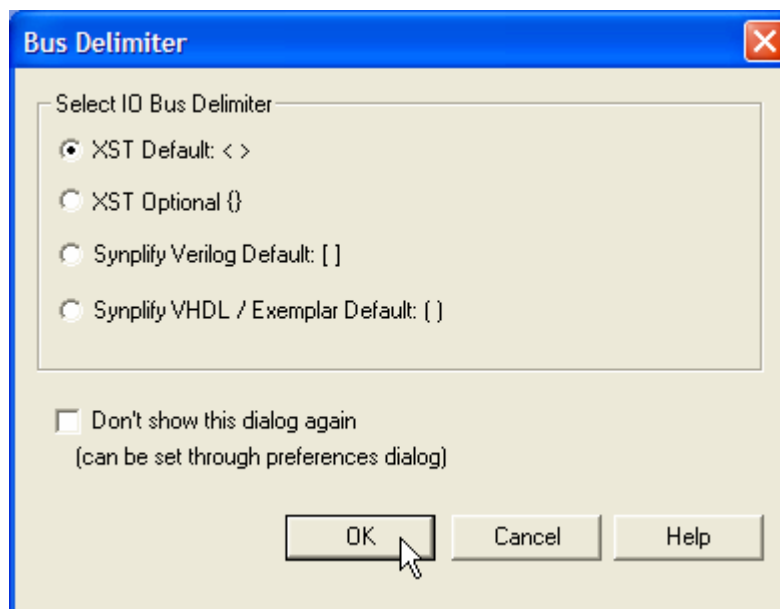 Bus Delimiter
Select IO Bus Delimiter
XST Default: < >
XST Optional {}
Synplify Verilog Default: [ ]
Synplify VHDL / Exemplar Default: ( )
Don't show this dialog again
(can be set through preferences dialog)
OK Cancel Help